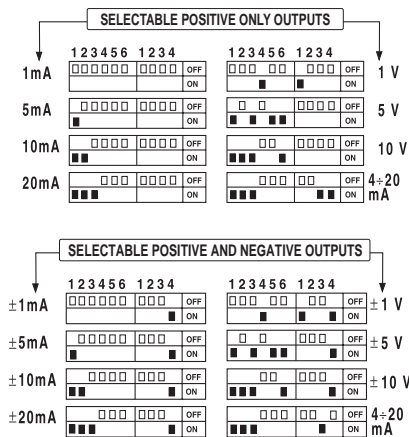 SELECTABLE POSITIVE ONLY OUTPUTS
1 2 3 4 5 6 1 2 3 4 1 2 3 4 5 6 1 2 3 4
1mA OFF OFF 1 V
ON ON
5mA OFF OFF 5 V
ON ON
10mA OFF OFF 10 V
ON ON
20mA OFF OFF 4÷20
ON ON mA
SELECTABLE POSITIVE AND NEGATIVE OUTPUTS
1 2 3 4 5 6 1 2 3 4 1 2 3 4 5 6 1 2 3 4
±1mA OFF OFF ±1 V
ON ON
±5mA OFF OFF ±5 V
ON ON
±10mA OFF OFF ±10 V
ON ON
±20mA OFF OFF 4÷20
ON ON mA